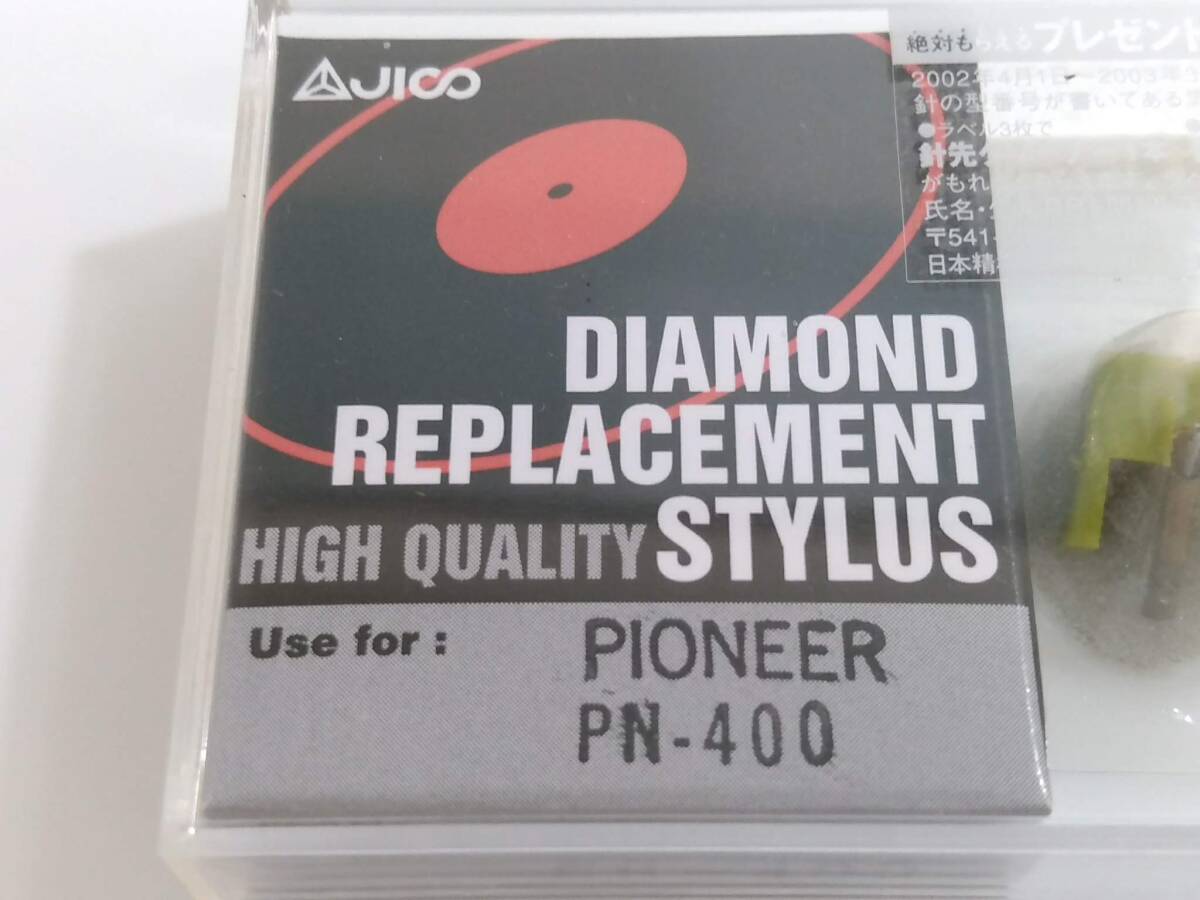 JICO
DIAMOND
REPLACEMENT
HIGH QUALITY STYLUS
Use for :
PIONEER
PN-400
絶対もらえるプレゼント
2002年4月1日～2003年
針の型番号が書いてある
●ラベル3枚で
針先
がもれ
氏名・
〒541-
日本精